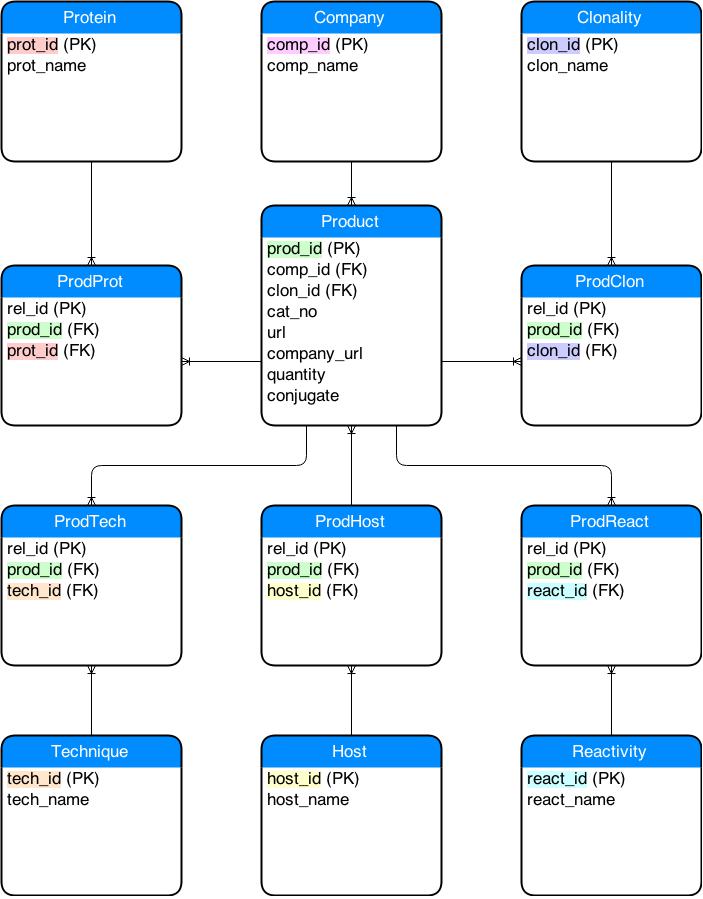 Protein
prot_id (PK)
prot_name
Company
comp_id (PK)
comp_name
Clonality
clon_id (PK)
clon_name
ProdProt
rel_id (PK)
prod_id (FK)
prot_id (FK)
Product
prod_id (PK)
comp_id (FK)
clon_id (FK)
cat_no
url
company_url
quantity
conjugate
ProdClon
rel_id (PK)
prod_id (FK)
clon_id (FK)
ProdTech
rel_id (PK)
prod_id (FK)
tech_id (FK)
ProdHost
rel_id (PK)
prod_id (FK)
host_id (FK)
ProdReact
rel_id (PK)
prod_id (FK)
react_id (FK)
Technique
tech_id (PK)
tech_name
Host
host_id (PK)
host_name
Reactivity
react_id (PK)
react_name